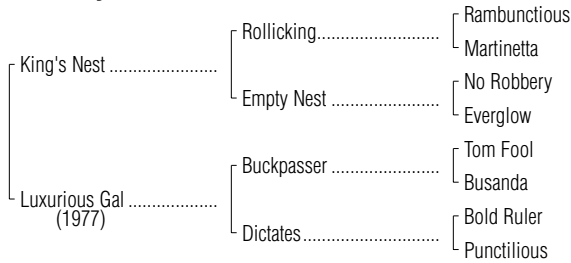 Rambunctious
Rollicking........................
Martinetta
King's Nest ......................
No Robbery
Empty Nest ......................
Everglow
Tom Fool
Buckpasser ......................
Busanda
Luxurious Gal ..................
(1977)
Bold Ruler
Dictates...........................
Punctilious